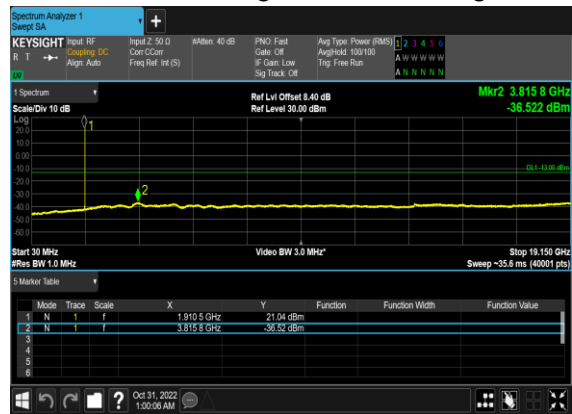 Spectrum Analyzer 1
Swept SA
+
KEYSIGHT Input: RF Input Z: 50 Ω #Atten: 40 dB PNO: Fast Avg Type: Power (RMS) 1 2 3 4 5 6
R T Coupling: DC Corr CCorr Gate: Off Avg|Hold: 100/100 A W W W W W
Align: Auto Freq Ref: Int (S) IF Gain: Low Trig: Free Run
LW Sig Track: Off A N N N N N
1 Spectrum Ref Lvl Offset 8.40 dB Mkr2 3.815 8 GHz
Scale/Div 10 dB Ref Level 30.00 dBm -36.522 dBm
Log
1
20.0
10.0
0.00
-10.0
DL1 -13.00 dBm
-20.0
2
-30.0
-40.0
-50.0
-60.0
Start 30 MHz Video BW 3.0 MHz* Stop 19.150 GHz
#Res BW 1.0 MHz Sweep ~35.6 ms (40001 pts)
5 Marker Table
Mode Trace Scale X Y Function Function Width Function Value
1 N 1 f 1.910 5 GHz 21.04 dBm
2 N 1 f 3.815 8 GHz -36.52 dBm
3
4
5
6
? Oct 31, 2022
1:00:06 AM